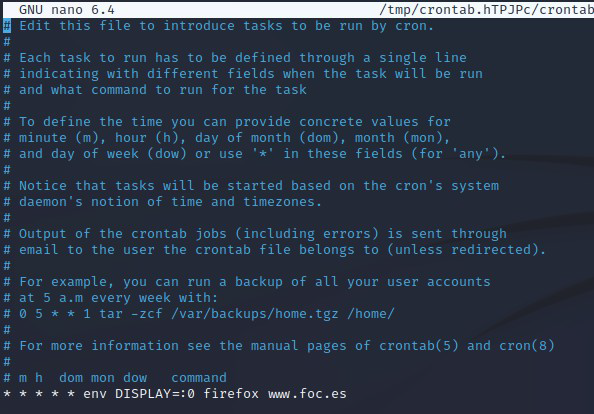 GNU nano 6.4 /tmp/crontab.hTPJPc/crontab
# Edit this file to introduce tasks to be run by cron.
#
# Each task to run has to be defined through a single line
# indicating with different fields when the task will be run
# and what command to run for the task
#
# To define the time you can provide concrete values for
# minute (m), hour (h), day of month (dom), month (mon),
# and day of week (dow) or use '*' in these fields (for 'any').
#
# Notice that tasks will be started based on the cron's system
# daemon's notion of time and timezones.
#
# Output of the crontab jobs (including errors) is sent through
# email to the user the crontab file belongs to (unless redirected).
#
# For example, you can run a backup of all your user accounts
# at 5 a.m every week with:
# 0 5 * * 1 tar -zcf /var/backups/home.tgz /home/
#
# For more information see the manual pages of crontab(5) and cron(8)
#
# m h  dom mon dow   command
* * * * * env DISPLAY=:0 firefox www.foc.es